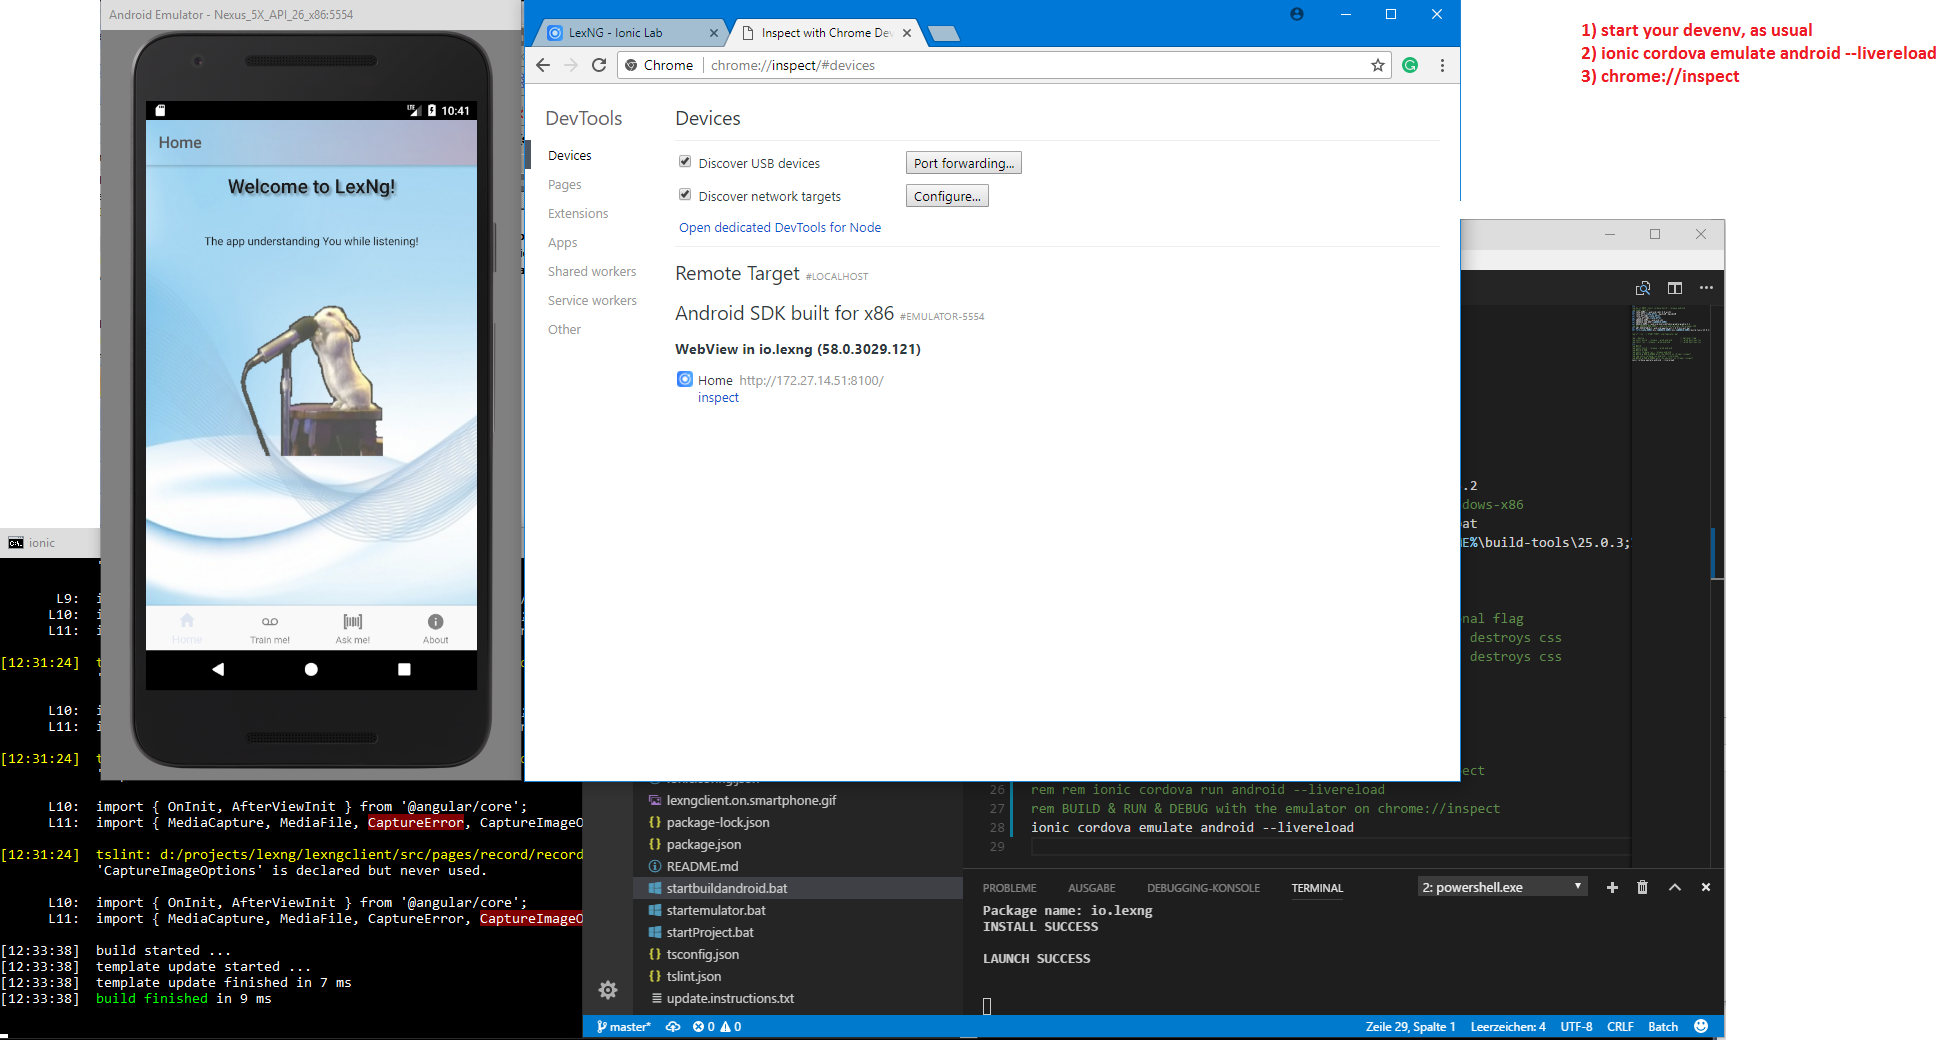 Android Emulator - Nexus_5X_API_26_x86:5554
10:41
Home
Welcome to LexNg!
The app understanding You while listening!
Home
Train me!
Ask me!
About
LexNG - Ionic Lab
Inspect with Chrome Dev
Chrome
chrome://inspect/#devices
DevTools
Devices
Pages
Extensions
Apps
Shared workers
Service workers
Other
Devices
Discover USB devices
Port forwarding...
Discover network targets
Configure...
Open dedicated DevTools for Node
Remote Target #LOCALHOST
Android SDK built for x86 #EMULATOR-5554
WebView in io.lexng (58.0.3029.121)
Home http://172.27.14.51:8100/
inspect
1) start your devenv, as usual
2) ionic cordova emulate android --livereload
3) chrome://inspect
.2
dows-x86
at
E%\build-tools\25.0.3;
nal flag
destroys css
destroys css
ect
26 rem rem ionic cordova run android --livereload
27 rem BUILD & RUN & DEBUG with the emulator on chrome://inspect
28 ionic cordova emulate android --livereload
29
ionic
L9:
L10:
L11:
[12:31:24]
L10:
L11:
[12:31:24]
L10: import { OnInit, AfterViewInit } from '@angular/core';
L11: import { MediaCapture, MediaFile, CaptureError, CaptureImageO
[12:31:24] tslint: d:/projects/lexng/lexngclient/src/pages/record/record
'CaptureImageOptions' is declared but never used.
L10: import { OnInit, AfterViewInit } from '@angular/core';
L11: import { MediaCapture, MediaFile, CaptureError, CaptureImageO
[12:33:38] build started ...
[12:33:38] template update started ...
[12:33:38] template update finished in 7 ms
[12:33:38] build finished in 9 ms
lexngclient.on.smartphone.gif
package-lock.json
package.json
README.md
startbuildandroid.bat
startemulator.bat
startProject.bat
tsconfig.json
tslint.json
update.instructions.txt
PROBLEME AUSGABE DEBUGGING-KONSOLE TERMINAL 2: powershell.exe
Package name: io.lexng
INSTALL SUCCESS
LAUNCH SUCCESS
master* 0 0 Zeile 29, Spalte 1 Leerzeichen: 4 UTF-8 CRLF Batch